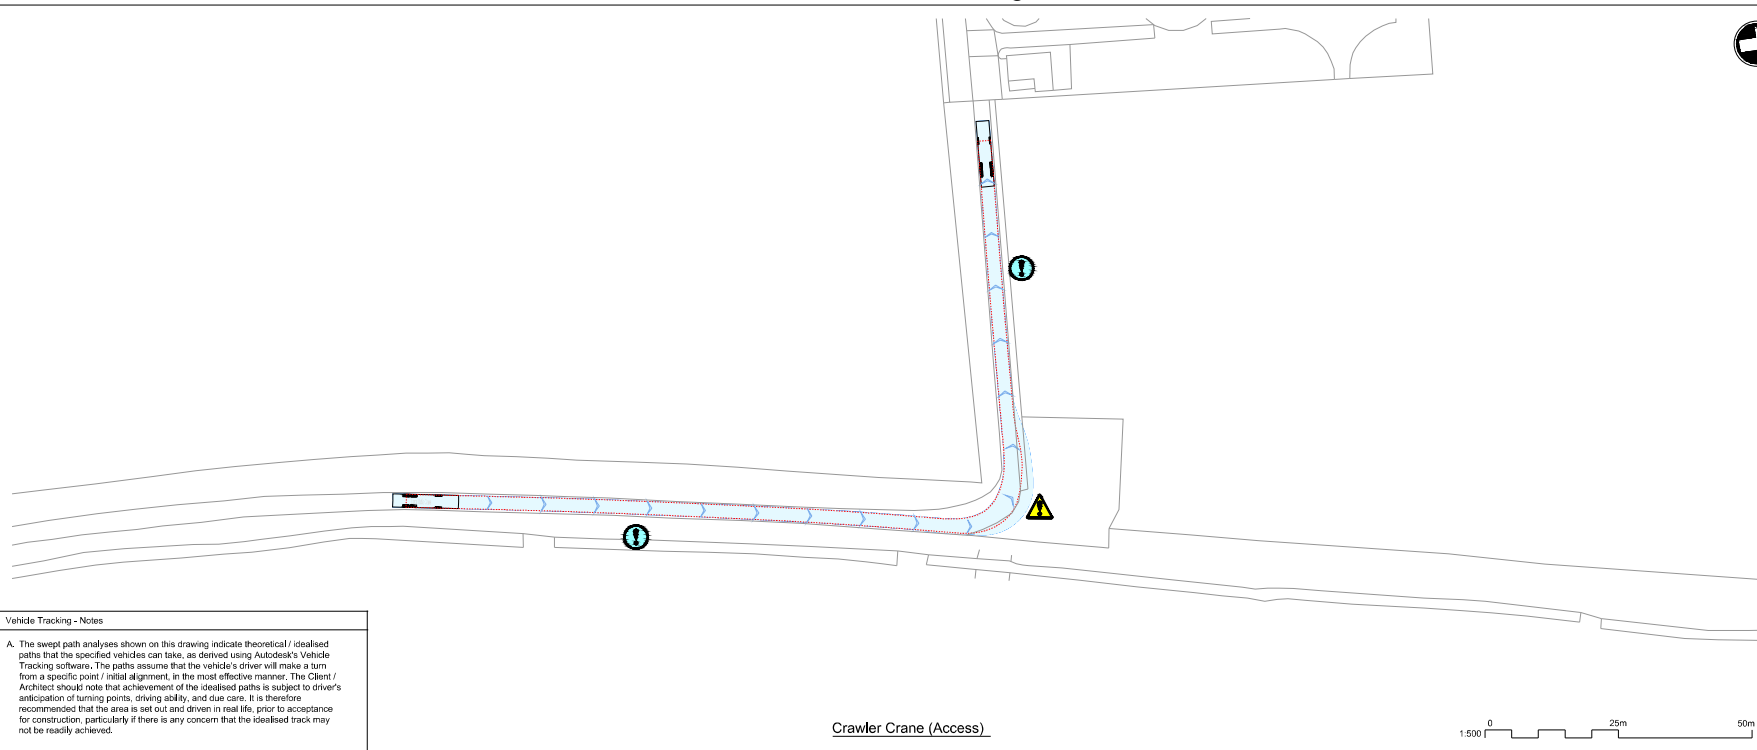 Vehicle Tracking - Notes
A. The swept path analyses shown on this drawing indicate theoretical / idealised
paths that the specified vehicles can take, as derived using Autodesk's Vehicle
Tracking software. The paths assume that the vehicle's driver will make a turn
from a specific point / initial alignment, in the most effective manner. The Client /
Architect should note that achievement of the idealised paths is subject to driver's
anticipation of turning points, driving ability, and due care. It is therefore
recommended that the area is set out and driven in real life, prior to acceptance
for construction, particularly if there is any concern that the idealised track may
not be readily achieved.
Crawler Crane (Access)
0 25m 50m
1:500